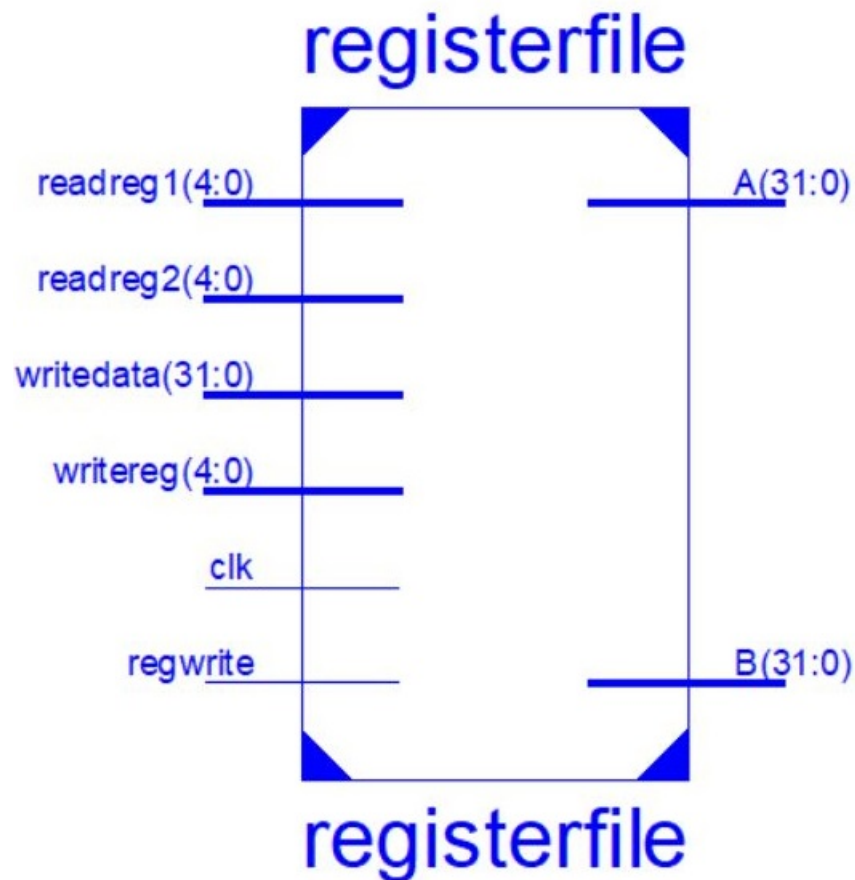 registerfile
readreg1(4:0)
A(31:0)
readreg2(4:0)
writedata(31:0)
writereg(4:0)
clk
regwrite
B(31:0)
registerfile